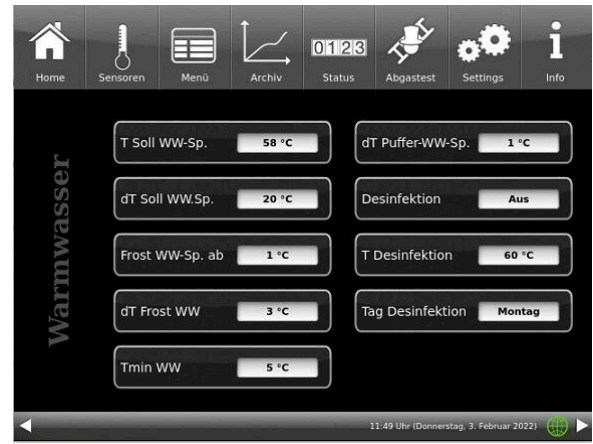 0123
Home Sensoren Menü Archiv Status Abgastest Settings Info
Warmwasser
T Soll WW-Sp. 58 °C
dT Soll WW.Sp. 20 °C
Frost WW-Sp. ab 1 °C
dT Frost WW 3 °C
Tmin WW 5 °C
dT Puffer-WW-Sp. 1 °C
Desinfektion Aus
T Desinfektion 60 °C
Tag Desinfektion Montag
11:49 Uhr (Donnerstag, 3. Februar 2022)